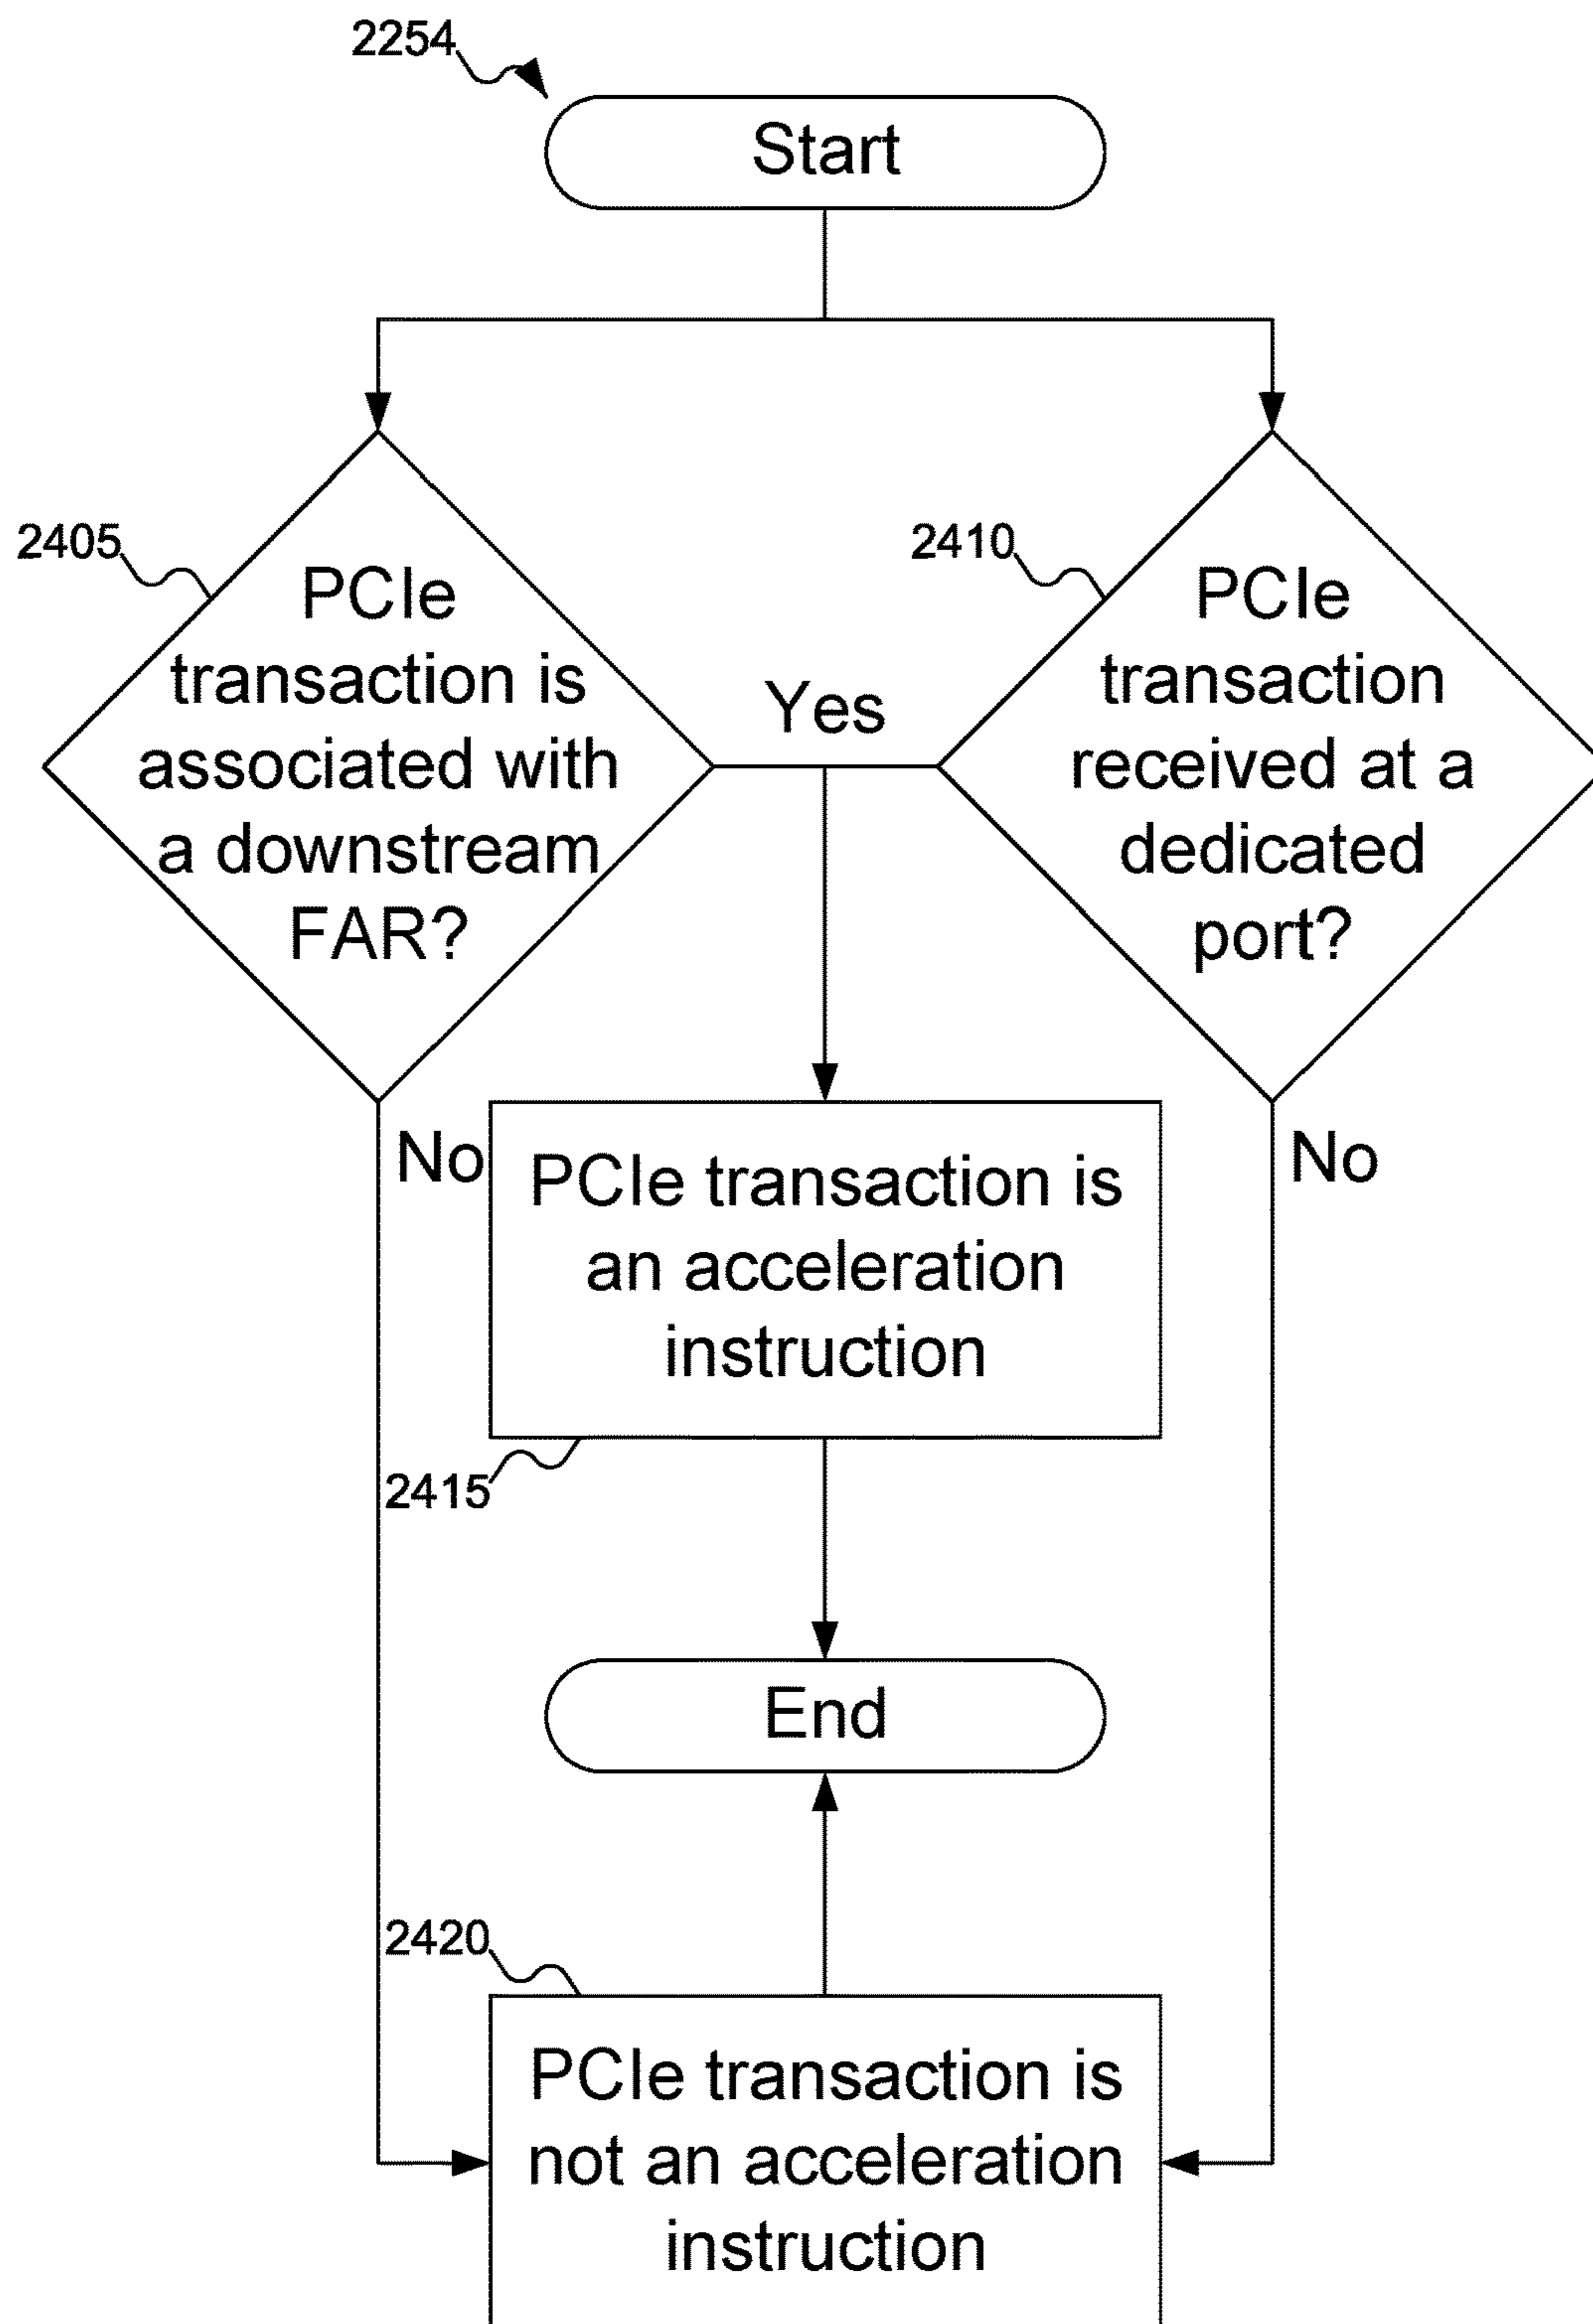 2254
Start
2405
PCIe
transaction is
associated with
a downstream
FAR?
Yes
2410
PCIe
transaction
received at a
dedicated
port?
No
PCIe transaction is
an acceleration
instruction
No
2415
End
2420
PCIe transaction is
not an acceleration
instruction